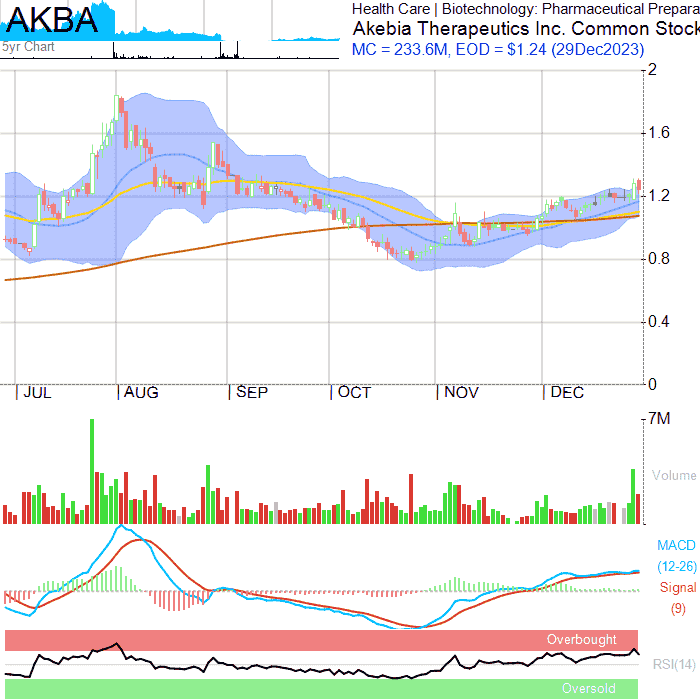 AKBA
5yr Chart
Health Care | Biotechnology: Pharmaceutical Prepara
Akebia Therapeutics Inc. Common Stock
MC = 233.6M, EOD = $1.24 (29Dec2023)
2
1.6
1.2
0.8
0.4
0
JUL
AUG
SEP
OCT
NOV
DEC
7M
Volume
MACD
(12-26)
Signal
(9)
Overbought
RSI(14)
Oversold